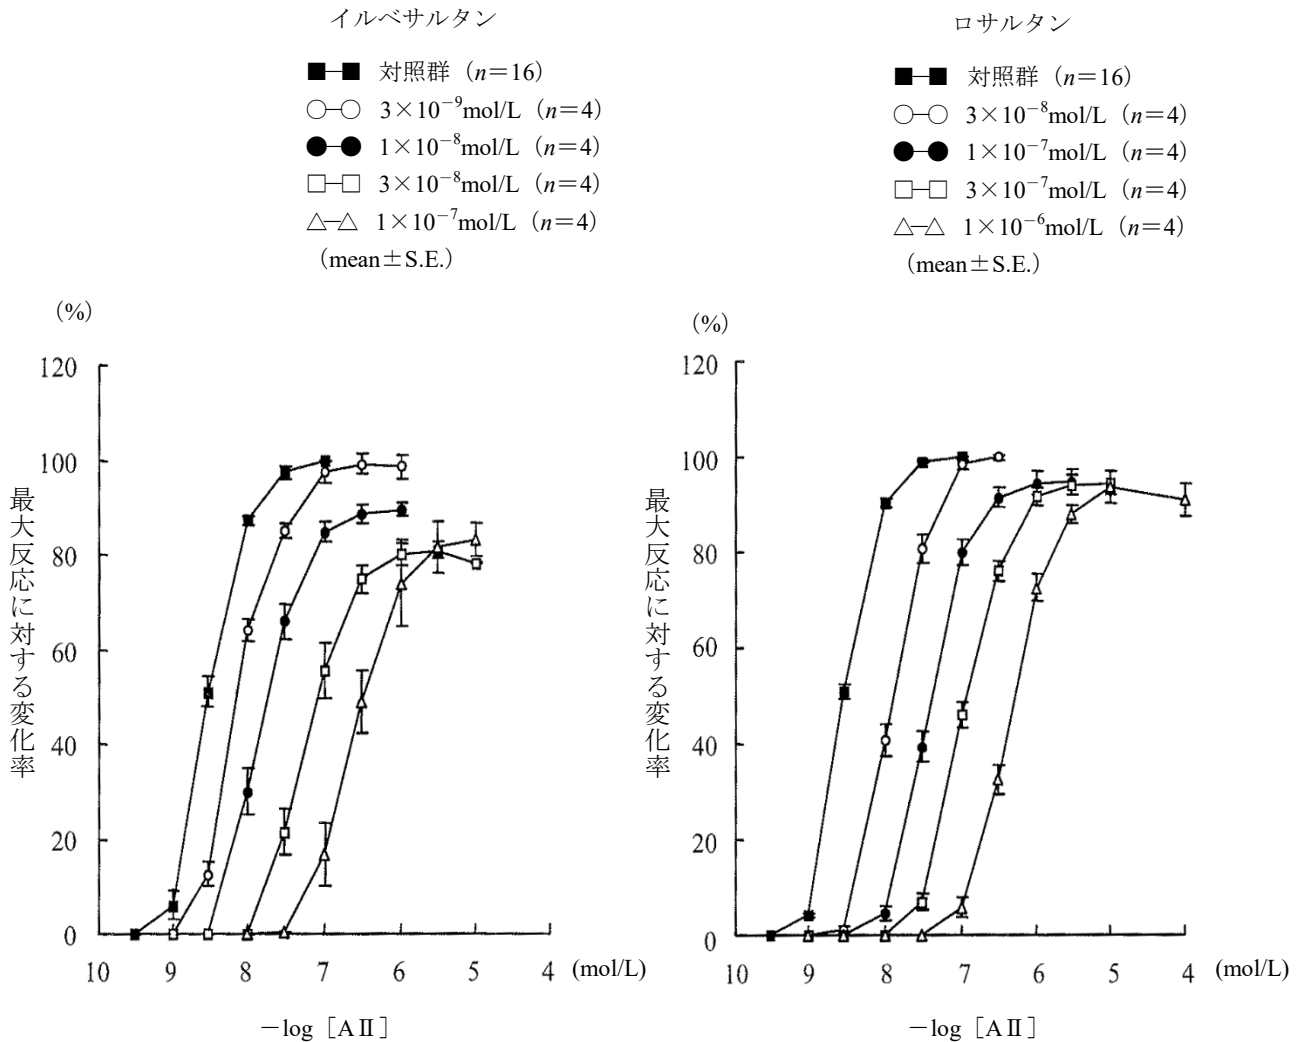 イルベサルタン
対照群（n＝16）
3×10−9mol/L（n＝4）
1×10−8mol/L（n＝4）
3×10−8mol/L（n＝4）
1×10−7mol/L（n＝4）
（mean±S.E.）
(%)
120
100
80
60
40
20
0
最大反応に対する変化率
10 9 8 7 6 5 4 (mol/L)
－log［AⅡ］
ロサルタン
対照群（n＝16）
3×10−8mol/L（n＝4）
1×10−7mol/L（n＝4）
3×10−7mol/L（n＝4）
1×10−6mol/L（n＝4）
（mean±S.E.）
(%)
120
100
80
60
40
20
0
最大反応に対する変化率
10 9 8 7 6 5 4 (mol/L)
－log［AⅡ］